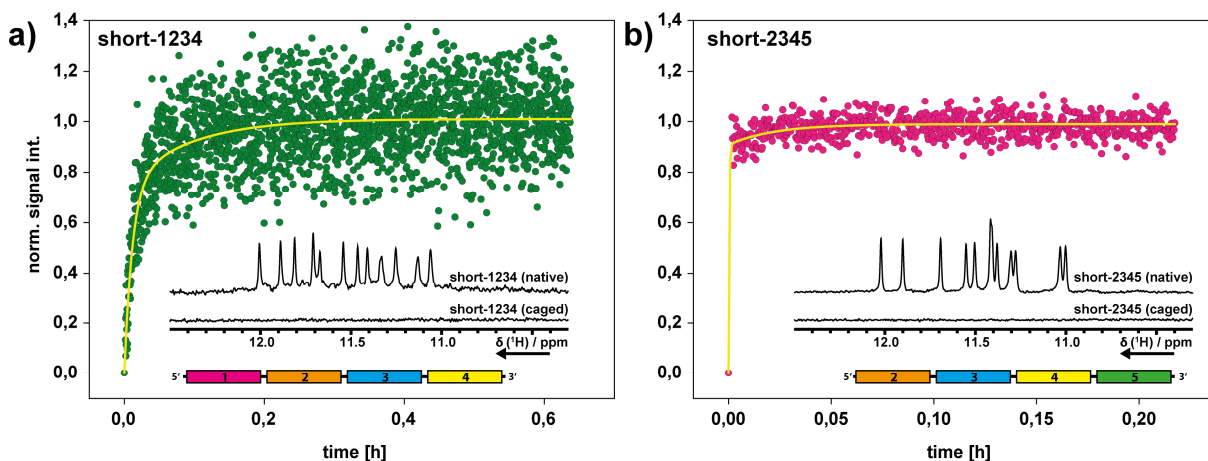 a)
short-1234
norm. signal int.
1,4
1,2
1,0
0,8
0,6
0,4
0,2
0,0
short-1234 (native)
short-1234 (caged)
12.0 11.5 11.0 δ (¹H) / ppm
5' 1 2 3 4 3'
0,0 0,2 0,4 0,6
time [h]
b)
short-2345
1,4
1,2
1,0
0,8
0,6
0,4
0,2
0,0
short-2345 (native)
short-2345 (caged)
12.0 11.5 11.0 δ (¹H) / ppm
5' 2 3 4 5 3'
0,00 0,05 0,10 0,15 0,20
time [h]